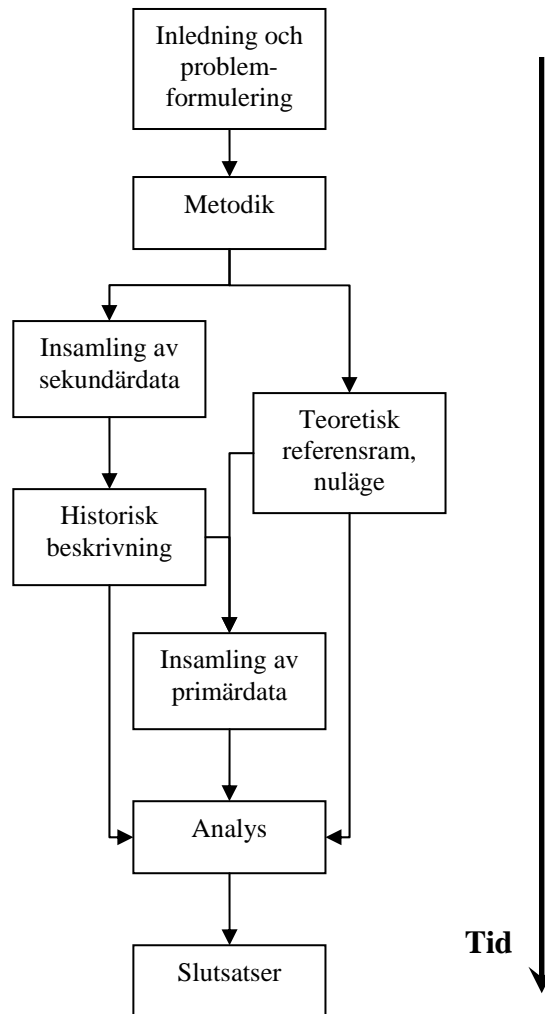 Inledning och
problem-
formulering
Metodik
Insamling av
sekundärdata
Teoretisk
referensram,
nuläge
Historisk
beskrivning
Insamling av
primärdata
Analys
Slutsatser
Tid